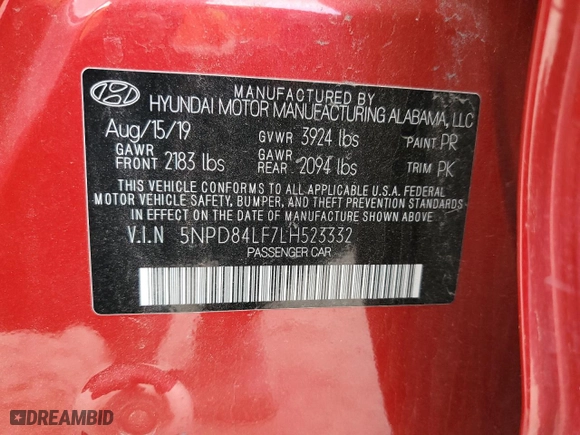 MANUFACTURED BY
HYUNDAI MOTOR MANUFACTURING ALABAMA, LLC
Aug/15/19 GVWR 3924 lbs PAINT PR
GAWR FRONT 2183 lbs GAWR REAR 2094 lbs TRIM PK
THIS VEHICLE CONFORMS TO ALL APPLICABLE U.S.A. FEDERAL
MOTOR VEHICLE SAFETY, BUMPER, AND THEFT PREVENTION STANDARDS
IN EFFECT ON THE DATE OF MANUFACTURE SHOWN ABOVE.
V.I.N 5NPD84LF7LH523332
PASSENGER CAR
DREAMBID